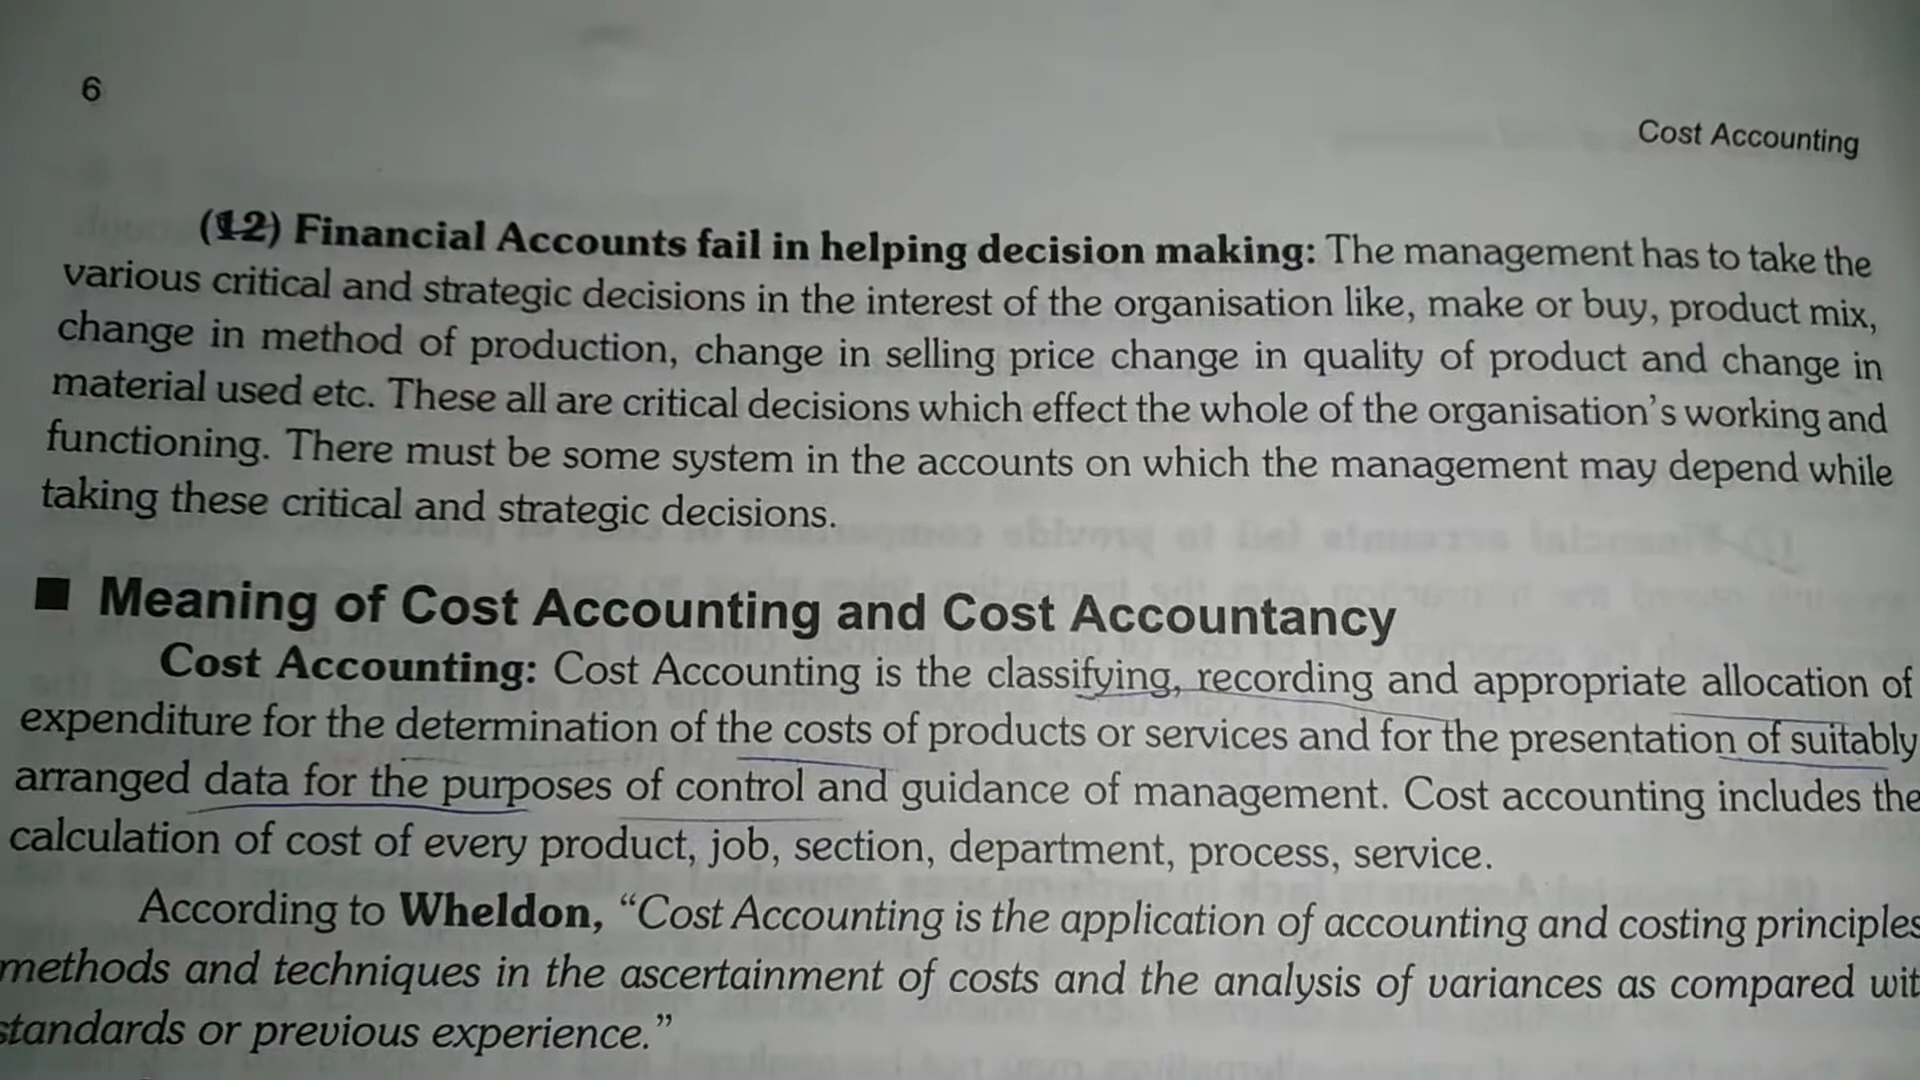 6
Cost Accounting
(12) Financial Accounts fail in helping decision making: The management has to take the
various critical and strategic decisions in the interest of the organisation like, make or buy, product mix,
change in method of production, change in selling price change in quality of product and change in
material used etc. These all are critical decisions which effect the whole of the organisation's working and
functioning. There must be some system in the accounts on which the management may depend while
taking these critical and strategic decisions.
■ Meaning of Cost Accounting and Cost Accountancy
Cost Accounting: Cost Accounting is the classifying, recording and appropriate allocation of
expenditure for the determination of the costs of products or services and for the presentation of suitably
arranged data for the purposes of control and guidance of management. Cost accounting includes the
calculation of cost of every product, job, section, department, process, service.
According to Wheldon, “Cost Accounting is the application of accounting and costing principles
methods and techniques in the ascertainment of costs and the analysis of variances as compared wit
standards or previous experience.”